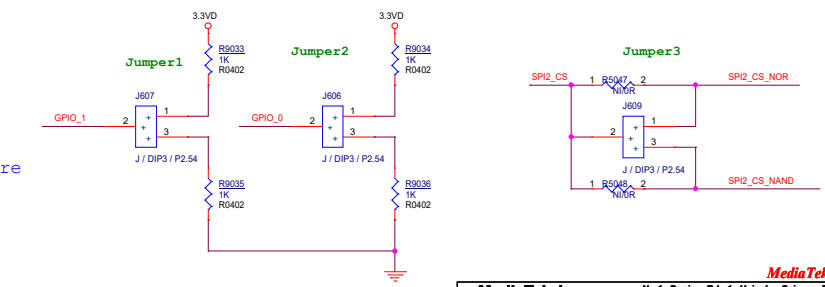 3.3VD
3.3VD
R9033
1K
R0402
R9034
1K
R0402
Jumper1
Jumper2
Jumper3
SPI2_CS
1 R5047 2
NI/0R
SPI2_CS_NOR
J607
J606
J609
GPIO_1
2
1
3
GPIO_0
2
1
3
2
1
3
J / DIP3 / P2.54
J / DIP3 / P2.54
J / DIP3 / P2.54
re
R9035
1K
R0402
R9036
1K
R0402
1 R5048 2
NI/0R
SPI2_CS_NAND